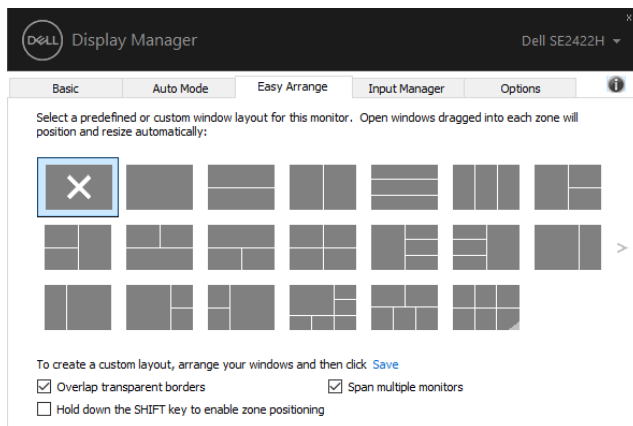 DELL Display Manager
Dell SE2422H
Basic
Auto Mode
Easy Arrange
Input Manager
Options
Select a predefined or custom window layout for this monitor. Open windows dragged into each zone will
position and resize automatically:
To create a custom layout, arrange your windows and then click Save
Overlap transparent borders
Span multiple monitors
Hold down the SHIFT key to enable zone positioning